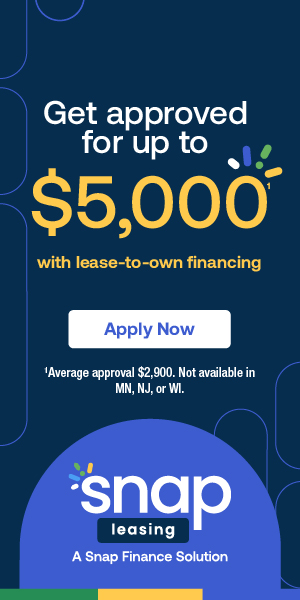 Get approved
for up to
$5,000¹
with lease-to-own financing
Apply Now
¹Average approval $2,900. Not available in
MN, NJ, or WI.
snap
leasing
A Snap Finance Solution